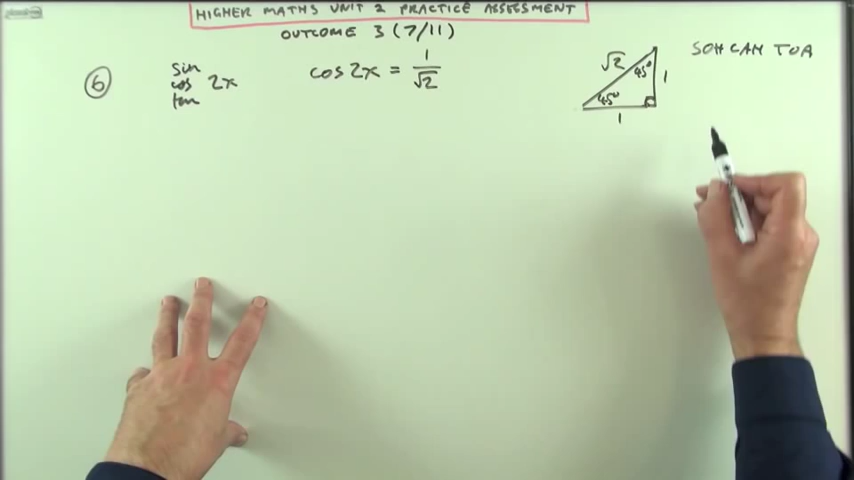 HIGHER MATHS UNIT 2 PRACTICE ASSESSMENT
OUTCOME 3 (7/11)
6
sin
cos 2x
tan
cos 2x = 1/√2
√2 45° 1
45°
1
SOH CAH TOA